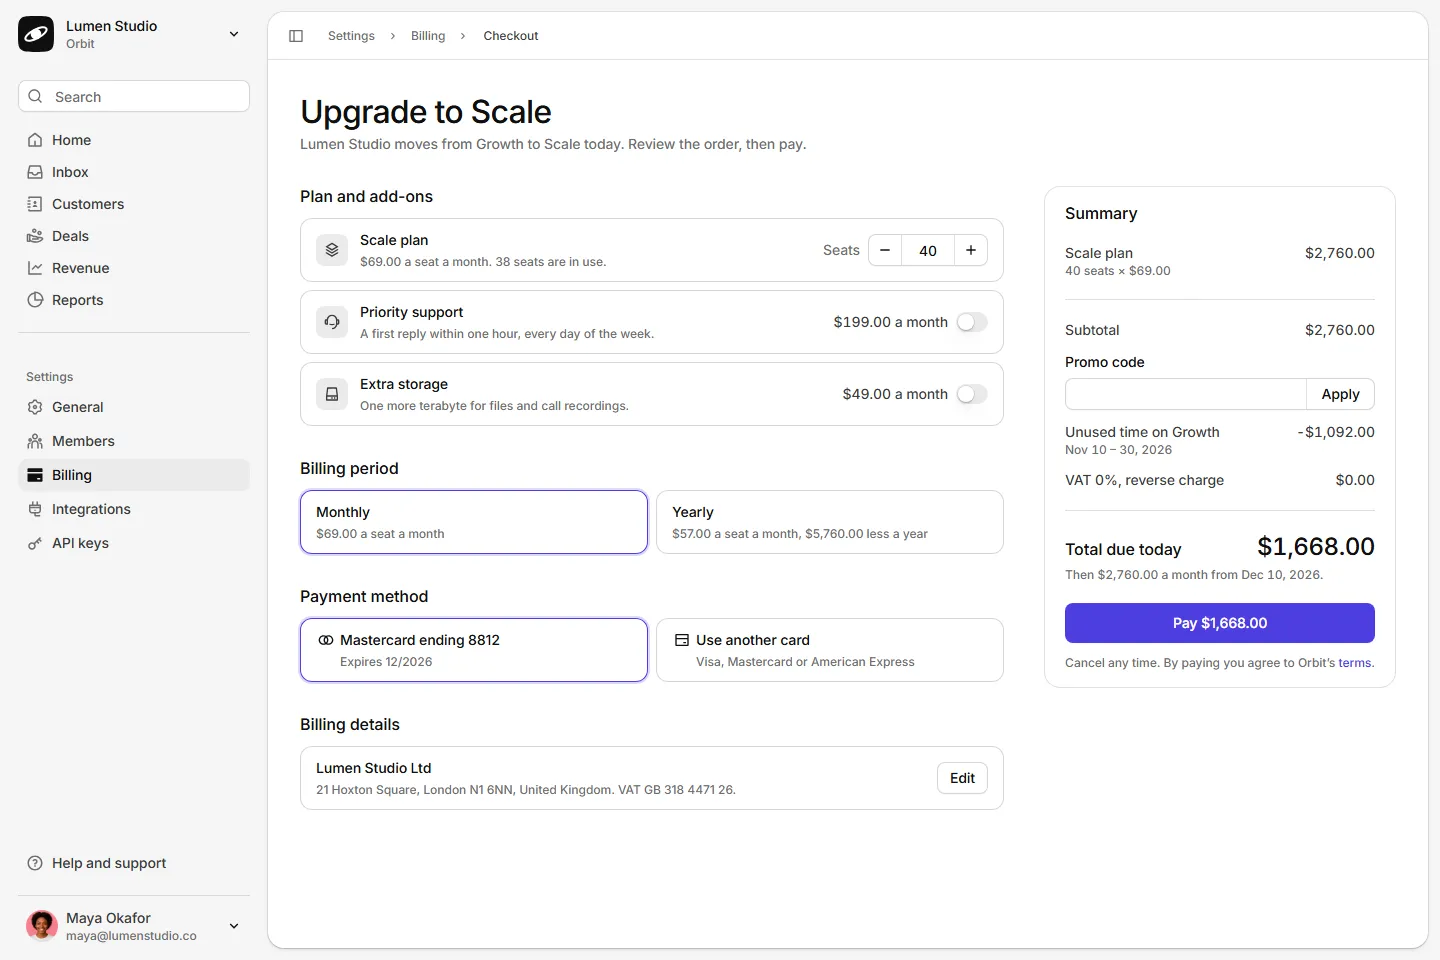 Lumen Studio
Orbit
Search
Home
Inbox
Customers
Deals
Revenue
Reports
Settings
General
Members
Billing
Integrations
API keys
Help and support
Maya Okafor
maya@lumenstudio.co
Settings > Billing > Checkout
Upgrade to Scale
Lumen Studio moves from Growth to Scale today. Review the order, then pay.
Plan and add-ons
Scale plan
$69.00 a seat a month. 38 seats are in use.
Seats − 40 +
Priority support
A first reply within one hour, every day of the week.
$199.00 a month
Extra storage
One more terabyte for files and call recordings.
$49.00 a month
Billing period
Monthly
$69.00 a seat a month
Yearly
$57.00 a seat a month, $5,760.00 less a year
Payment method
Mastercard ending 8812
Expires 12/2026
Use another card
Visa, Mastercard or American Express
Billing details
Lumen Studio Ltd
21 Hoxton Square, London N1 6NN, United Kingdom. VAT GB 318 4471 26.
Edit
Summary
Scale plan $2,760.00
40 seats × $69.00
Subtotal $2,760.00
Promo code
Apply
Unused time on Growth -$1,092.00
Nov 10 – 30, 2026
VAT 0%, reverse charge $0.00
Total due today $1,668.00
Then $2,760.00 a month from Dec 10, 2026.
Pay $1,668.00
Cancel any time. By paying you agree to Orbit’s terms.